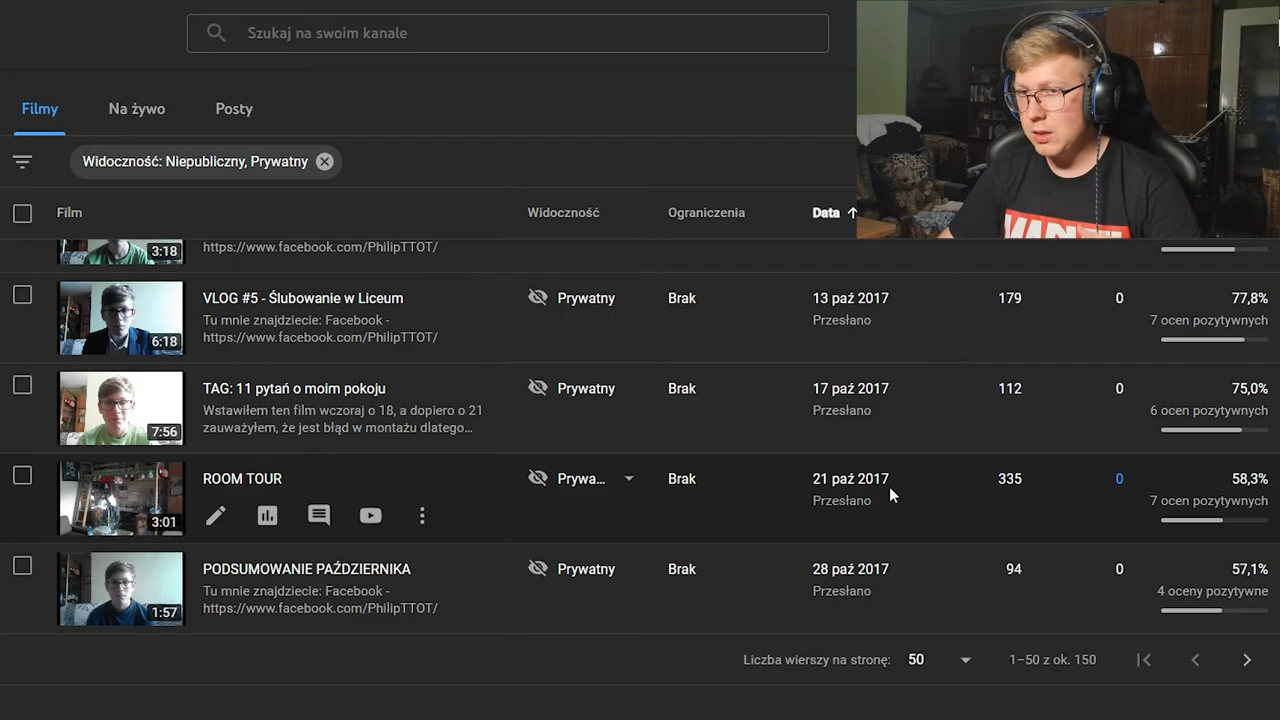 Szukaj na swoim kanale
Filmy Na żywo Posty
Widoczność: Niepubliczny, Prywatny
Film Widoczność Ograniczenia Data
3:18 https://www.facebook.com/PhilipTTOT/
VLOG #5 - Ślubowanie w Liceum Prywatny Brak 13 paź 2017 179 0 77,8%
Tu mnie znajdziecie: Facebook - Przesłano 7 ocen pozytywnych
https://www.facebook.com/PhilipTTOT/
6:18
TAG: 11 pytań o moim pokoju Prywatny Brak 17 paź 2017 112 0 75,0%
Wstawiłem ten film wczoraj o 18, a dopiero o 21 Przesłano 6 ocen pozytywnych
zauważyłem, że jest błąd w montażu dlatego...
7:56
ROOM TOUR Prywa... Brak 21 paź 2017 335 0 58,3%
Przesłano 7 ocen pozytywnych
3:01
PODSUMOWANIE PAŹDZIERNIKA Prywatny Brak 28 paź 2017 94 0 57,1%
Tu mnie znajdziecie: Facebook - Przesłano 4 oceny pozytywne
https://www.facebook.com/PhilipTTOT/
1:57
Liczba wierszy na stronę: 50 1–50 z ok. 150